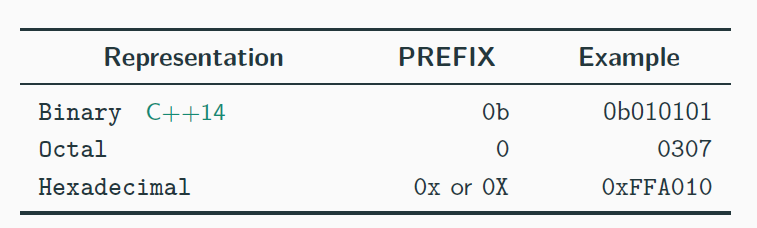 Representation PREFIX Example
Binary C++14 0b 0b010101
Octal 0 0307
Hexadecimal 0x or 0X 0xFFA010